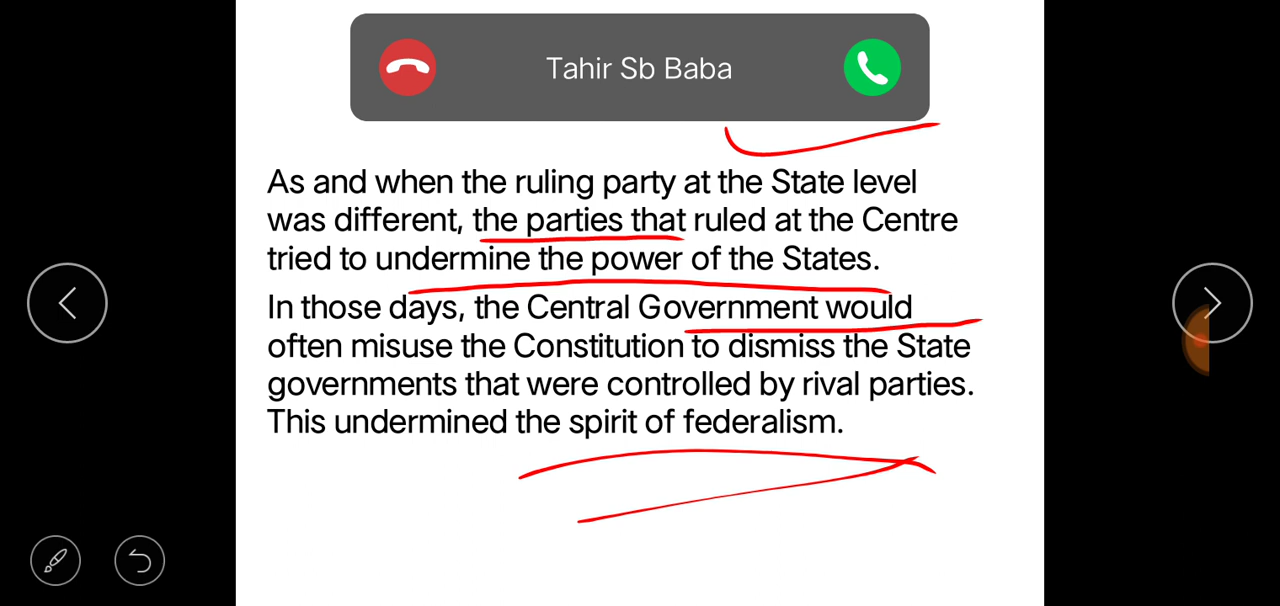 Tahir Sb Baba
As and when the ruling party at the State level
was different, the parties that ruled at the Centre
tried to undermine the power of the States.
In those days, the Central Government would
often misuse the Constitution to dismiss the State
governments that were controlled by rival parties.
This undermined the spirit of federalism.